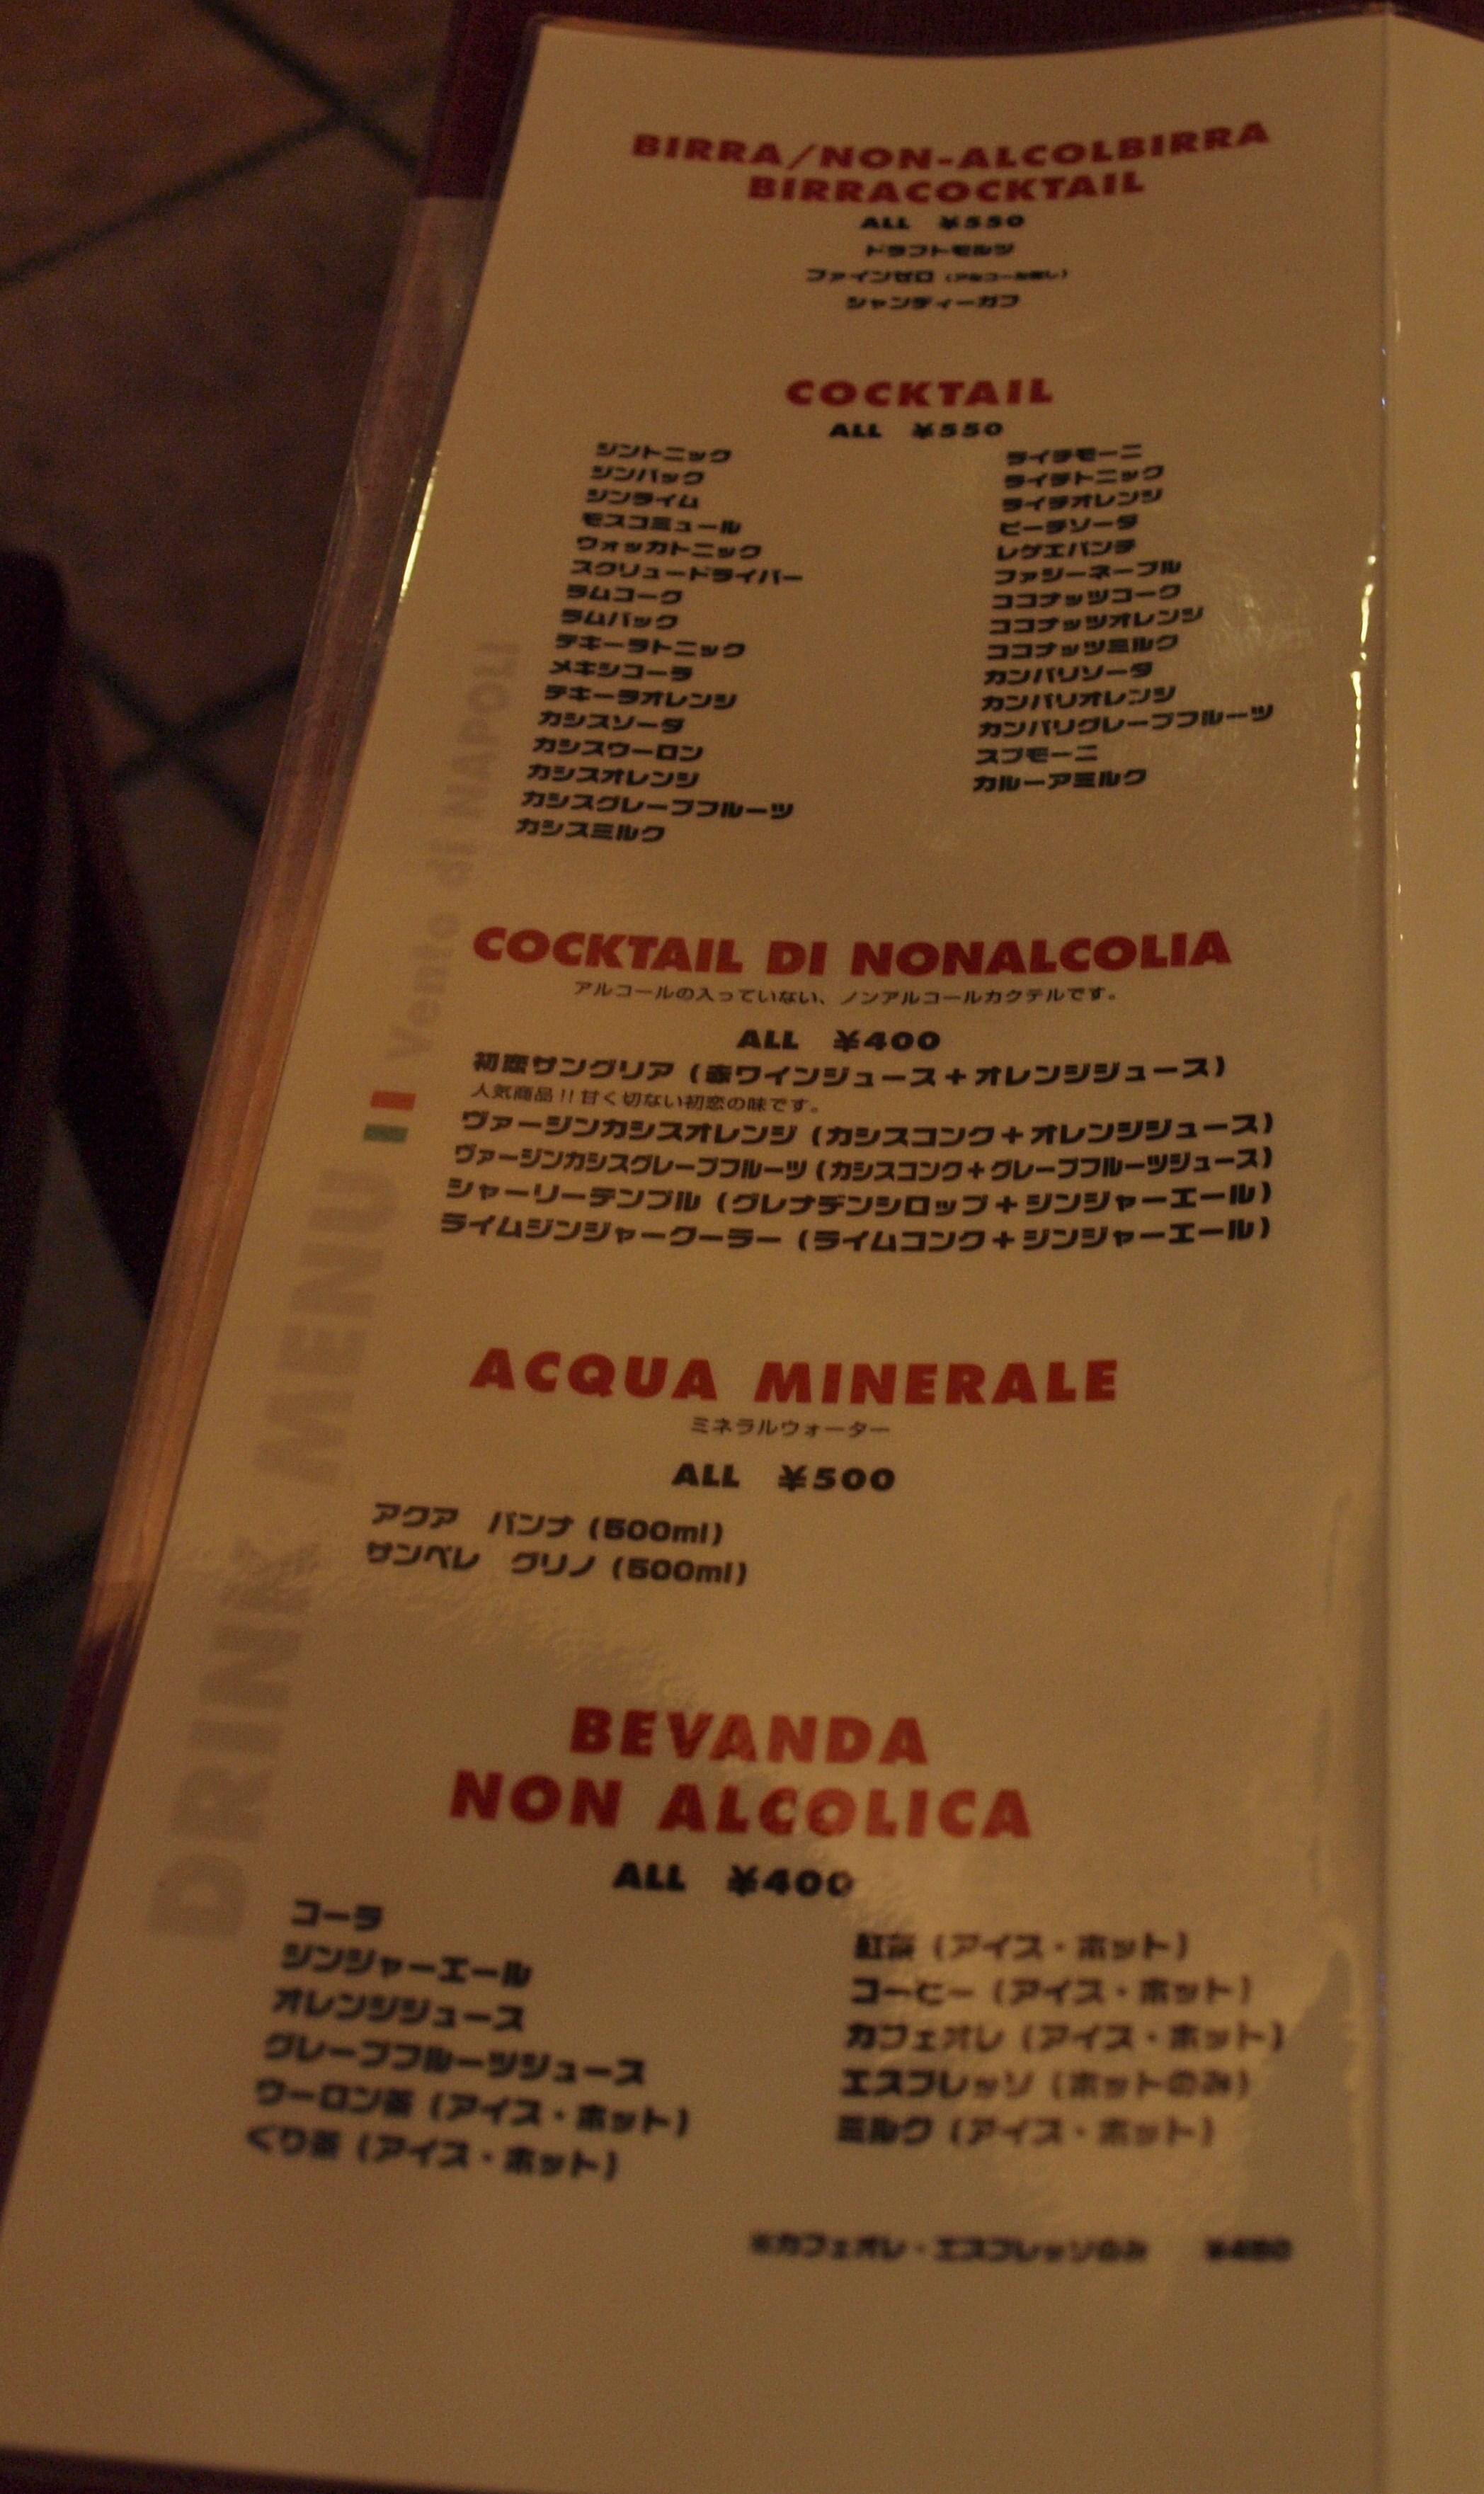 BIRRA/NON-ALCOLBIRRA
BIRRACOCKTAIL
ALL ¥550
ドラフトモルツ
ファインゼロ（アルコール無し）
シャンディーガフ
COCKTAIL
ALL ¥550
ジントニック
ジンバック
ジンライム
モスコミュール
ウォッカトニック
スクリュードライバー
ラムコーク
ラムバック
テキーラトニック
メキシコーラ
テキーラオレンジ
カシスソーダ
カシスウーロン
カシスオレンジ
カシスグレープフルーツ
カシスミルク
ライチモーニ
ライチトニック
ライチオレンジ
ピーチソーダ
レゲエパンチ
ファジーネーブル
ココナッツコーク
ココナッツオレンジ
ココナッツミルク
カンパリソーダ
カンパリオレンジ
カンパリグレープフルーツ
スプモーニ
カルーアミルク
COCKTAIL DI NONALCOLIA
アルコールの入っていない、ノンアルコールカクテルです。
ALL ¥400
初恋サングリア（赤ワインジュース＋オレンジジュース）
人気商品!!甘く切ない初恋の味です。
ヴァージンカシスオレンジ（カシスコンク＋オレンジジュース）
ヴァージンカシスグレープフルーツ（カシスコンク＋グレープフルーツジュース）
シャーリーテンプル（グレナデンシロップ＋ジンジャーエール）
ライムジンジャークーラー（ライムコンク＋ジンジャーエール）
ACQUA MINERALE
ミネラルウォーター
ALL ¥500
アクア パンナ（500ml）
サンペレ グリノ（500ml）
BEVANDA
NON ALCOLICA
ALL ¥400
コーラ
ジンジャーエール
オレンジジュース
グレープフルーツジュース
ウーロン茶（アイス・ホット）
ぐり茶（アイス・ホット）
紅茶（アイス・ホット）
コーヒー（アイス・ホット）
カフェオレ（アイス・ホット）
エスプレッソ（ホットのみ）
ミルク（アイス・ホット）
※カフェオレ・エスプレッソのみ ¥450
DRINK MENU Il Vento di NAPOLI